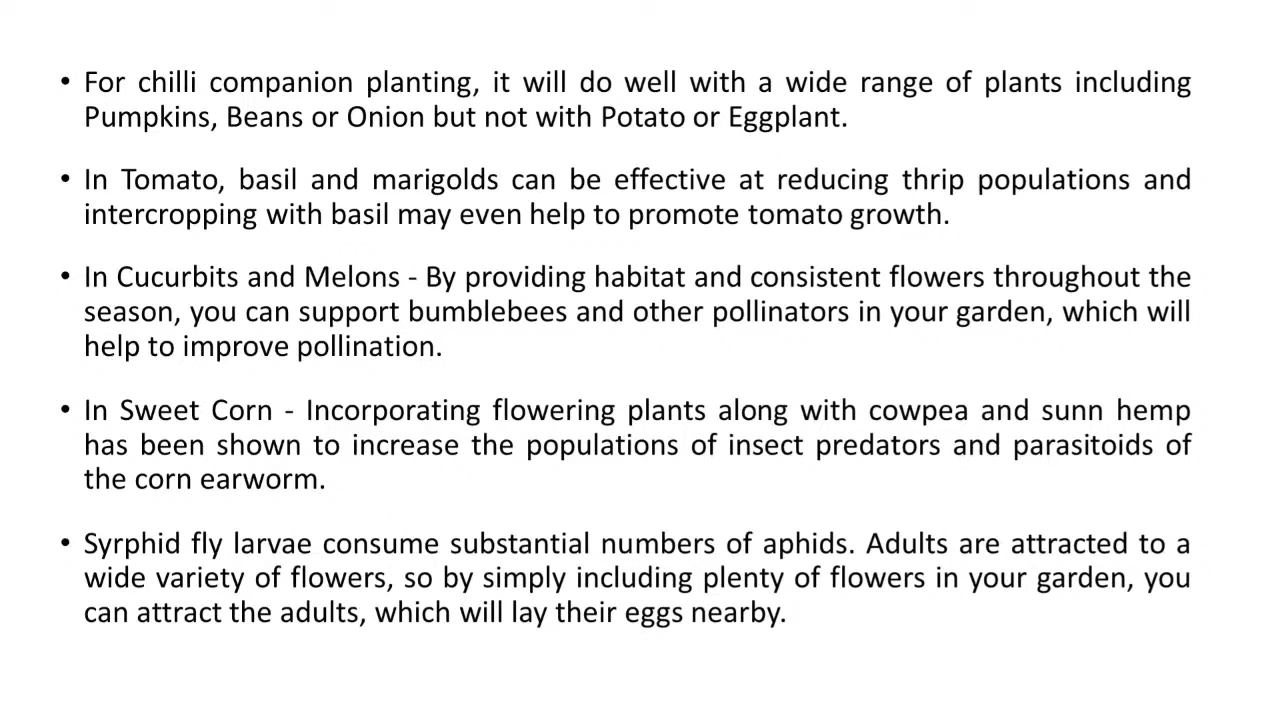 • For chilli companion planting, it will do well with a wide range of plants including
Pumpkins, Beans or Onion but not with Potato or Eggplant.
• In Tomato, basil and marigolds can be effective at reducing thrip populations and
intercropping with basil may even help to promote tomato growth.
• In Cucurbits and Melons - By providing habitat and consistent flowers throughout the
season, you can support bumblebees and other pollinators in your garden, which will
help to improve pollination.
• In Sweet Corn - Incorporating flowering plants along with cowpea and sunn hemp
has been shown to increase the populations of insect predators and parasitoids of
the corn earworm.
• Syrphid fly larvae consume substantial numbers of aphids. Adults are attracted to a
wide variety of flowers, so by simply including plenty of flowers in your garden, you
can attract the adults, which will lay their eggs nearby.